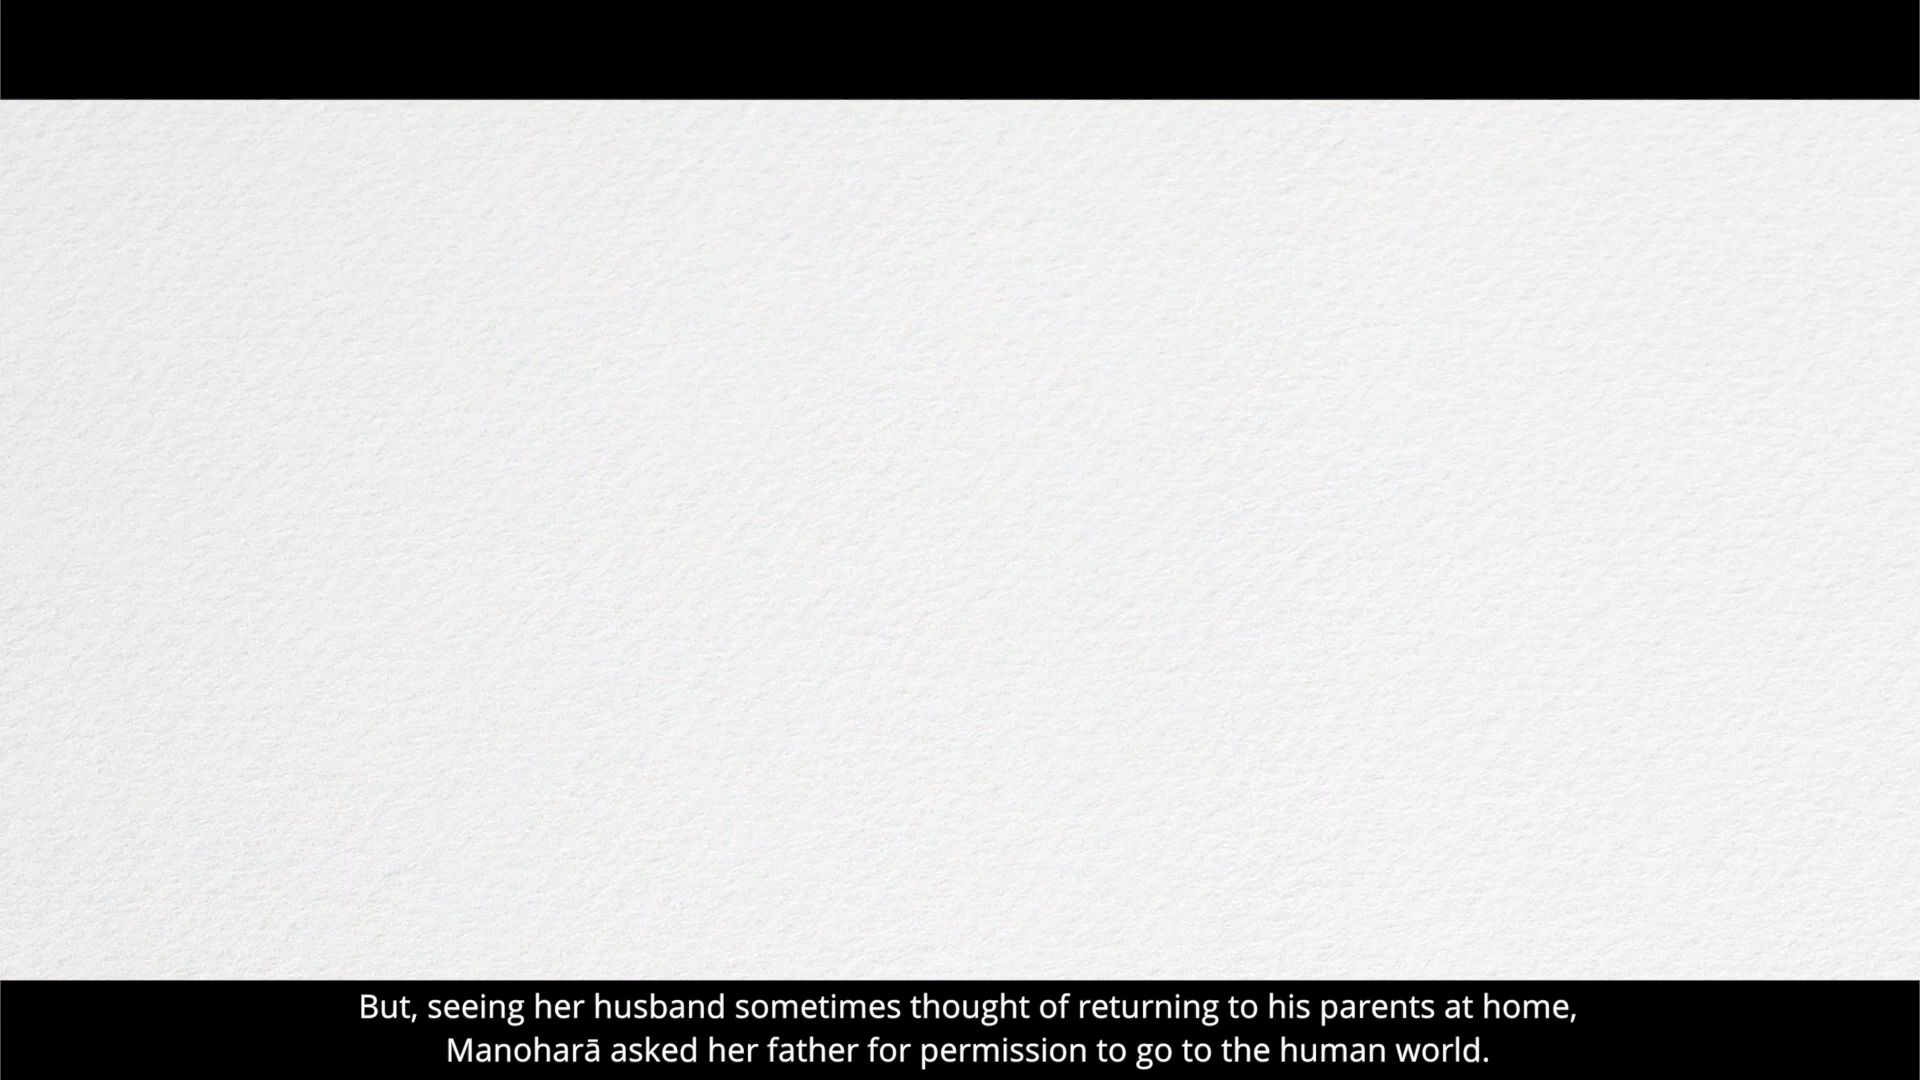 But, seeing her husband sometimes thought of returning to his parents at home,
Manoharā asked her father for permission to go to the human world.